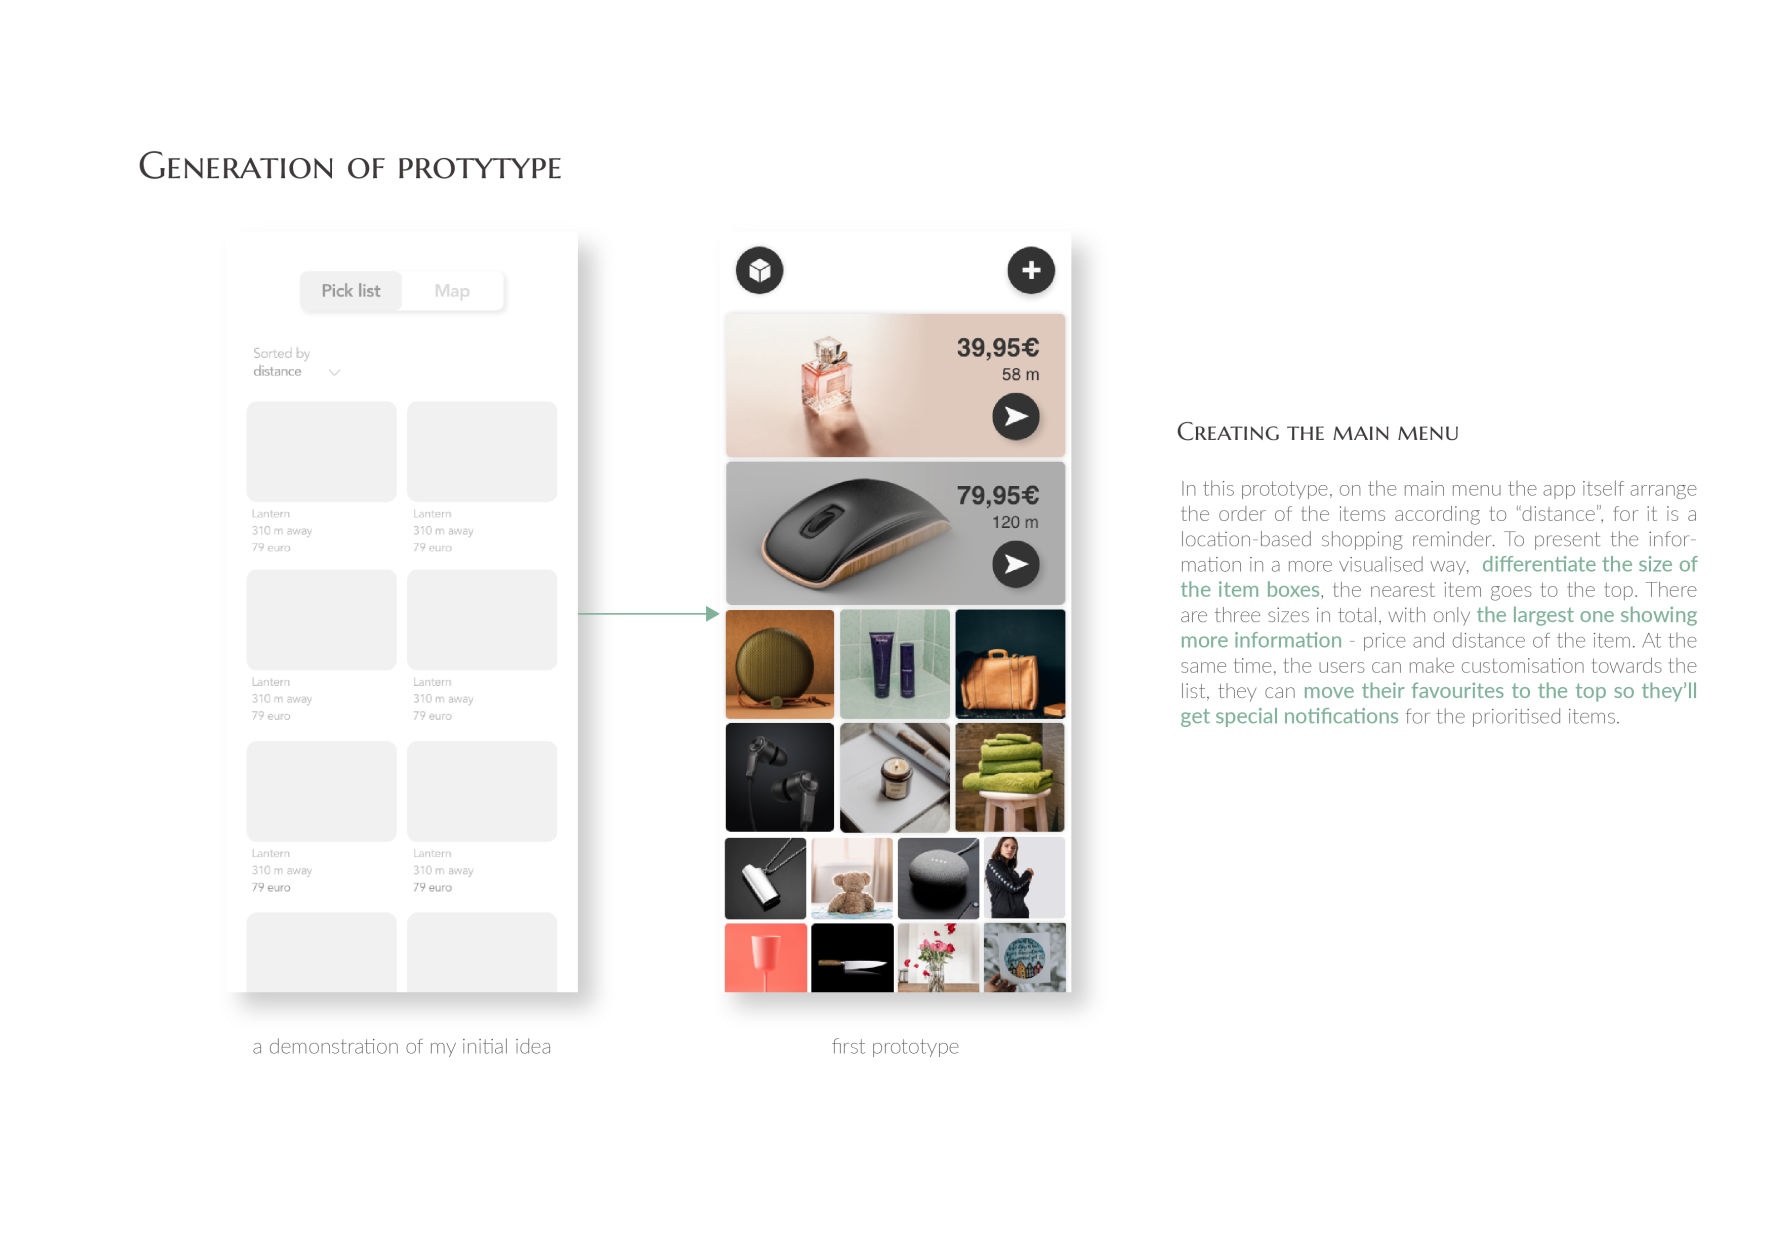 GENERATION OF PROTYTYPE
Pick list
Map
Sorted by
distance
Lantern
310 m away
79 euro
Lantern
310 m away
79 euro
Lantern
310 m away
79 euro
Lantern
310 m away
79 euro
Lantern
310 m away
79 euro
Lantern
310 m away
79 euro
a demonstration of my initial idea
39,95€
58 m
79,95€
120 m
first prototype
CREATING THE MAIN MENU
In this prototype, on the main menu the app itself arrange
the order of the items according to “distance”, for it is a
location-based shopping reminder. To present the infor-
mation in a more visualised way, differentiate the size of
the item boxes, the nearest item goes to the top. There
are three sizes in total, with only the largest one showing
more information - price and distance of the item. At the
same time, the users can make customisation towards the
list, they can move their favourites to the top so they’ll
get special notifications for the prioritised items.